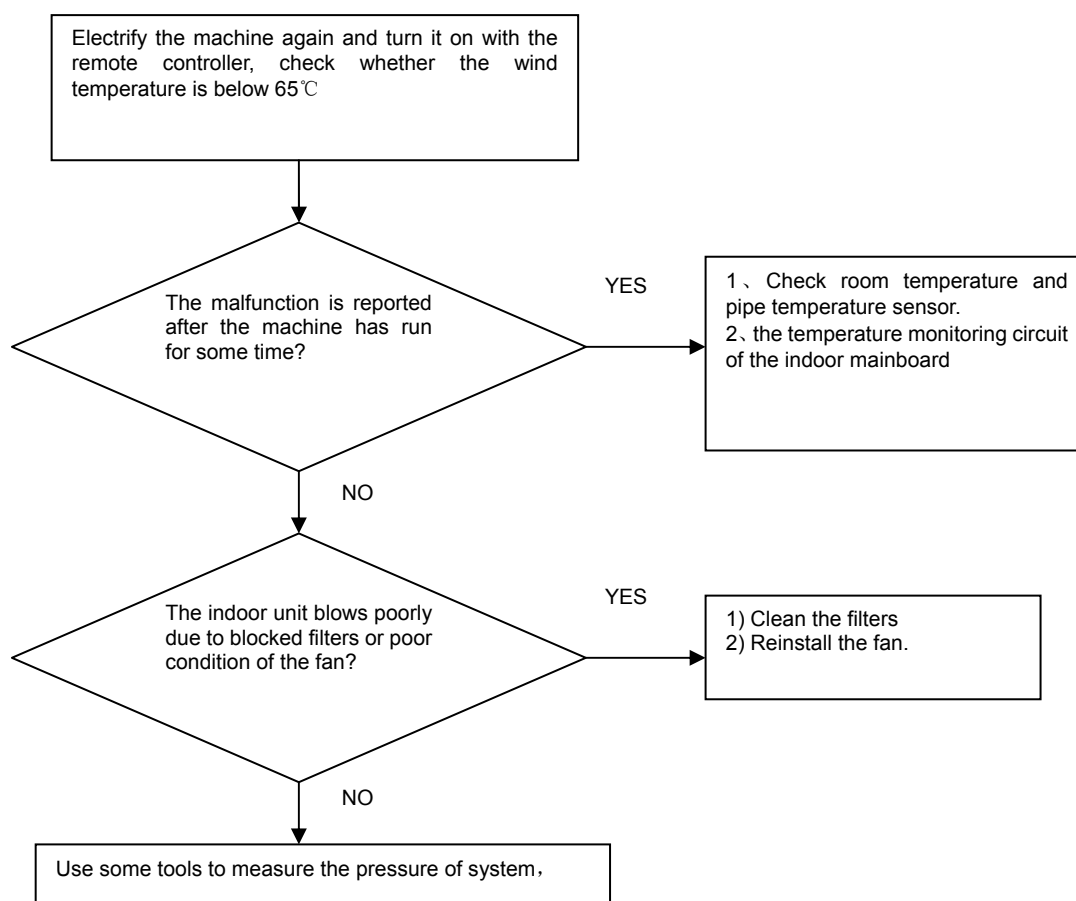 Electrify the machine again and turn it on with the
remote controller, check whether the wind
temperature is below 65℃
YES
The malfunction is reported
after the machine has run
for some time?
1、Check room temperature and
pipe temperature sensor.
2、the temperature monitoring circuit
of the indoor mainboard
NO
YES
The indoor unit blows poorly
due to blocked filters or poor
condition of the fan?
1) Clean the filters
2) Reinstall the fan.
NO
Use some tools to measure the pressure of system，